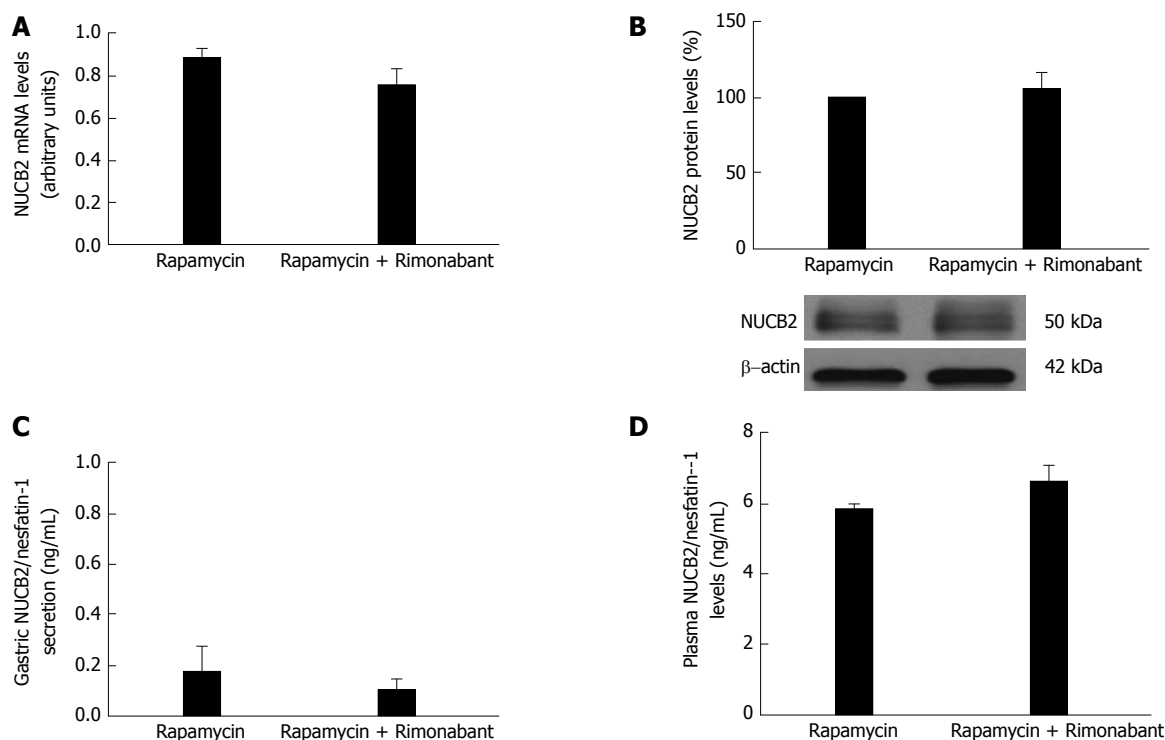 A
NUCB2 mRNA levels
(arbitrary units)
1.0
0.8
0.6
0.4
0.2
0.0
Rapamycin
Rapamycin + Rimonabant
B
NUCB2 protein levels (%)
150
100
50
0
Rapamycin
Rapamycin + Rimonabant
NUCB2
50 kDa
β–actin
42 kDa
C
Gastric NUCB2/nesfatin-1
secretion (ng/mL)
1.0
0.8
0.6
0.4
0.2
0.0
Rapamycin
Rapamycin + Rimonabant
D
Plasma NUCB2/nesfatin--1
levels (ng/mL)
8
6
4
2
0
Rapamycin
Rapamycin + Rimonabant